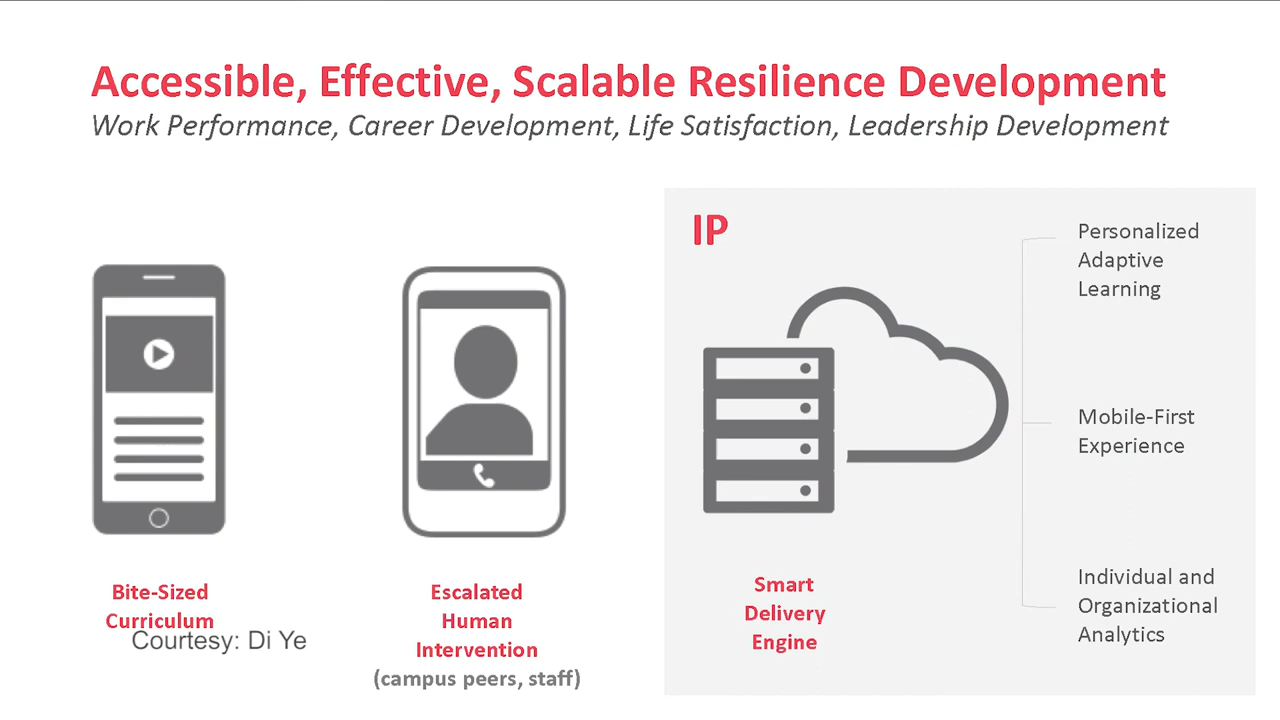 Accessible, Effective, Scalable Resilience Development
Work Performance, Career Development, Life Satisfaction, Leadership Development
Bite-Sized
Curriculum
Courtesy: Di Ye
Escalated
Human
Intervention
(campus peers, staff)
IP
Smart
Delivery
Engine
Personalized
Adaptive
Learning
Mobile-First
Experience
Individual and
Organizational
Analytics